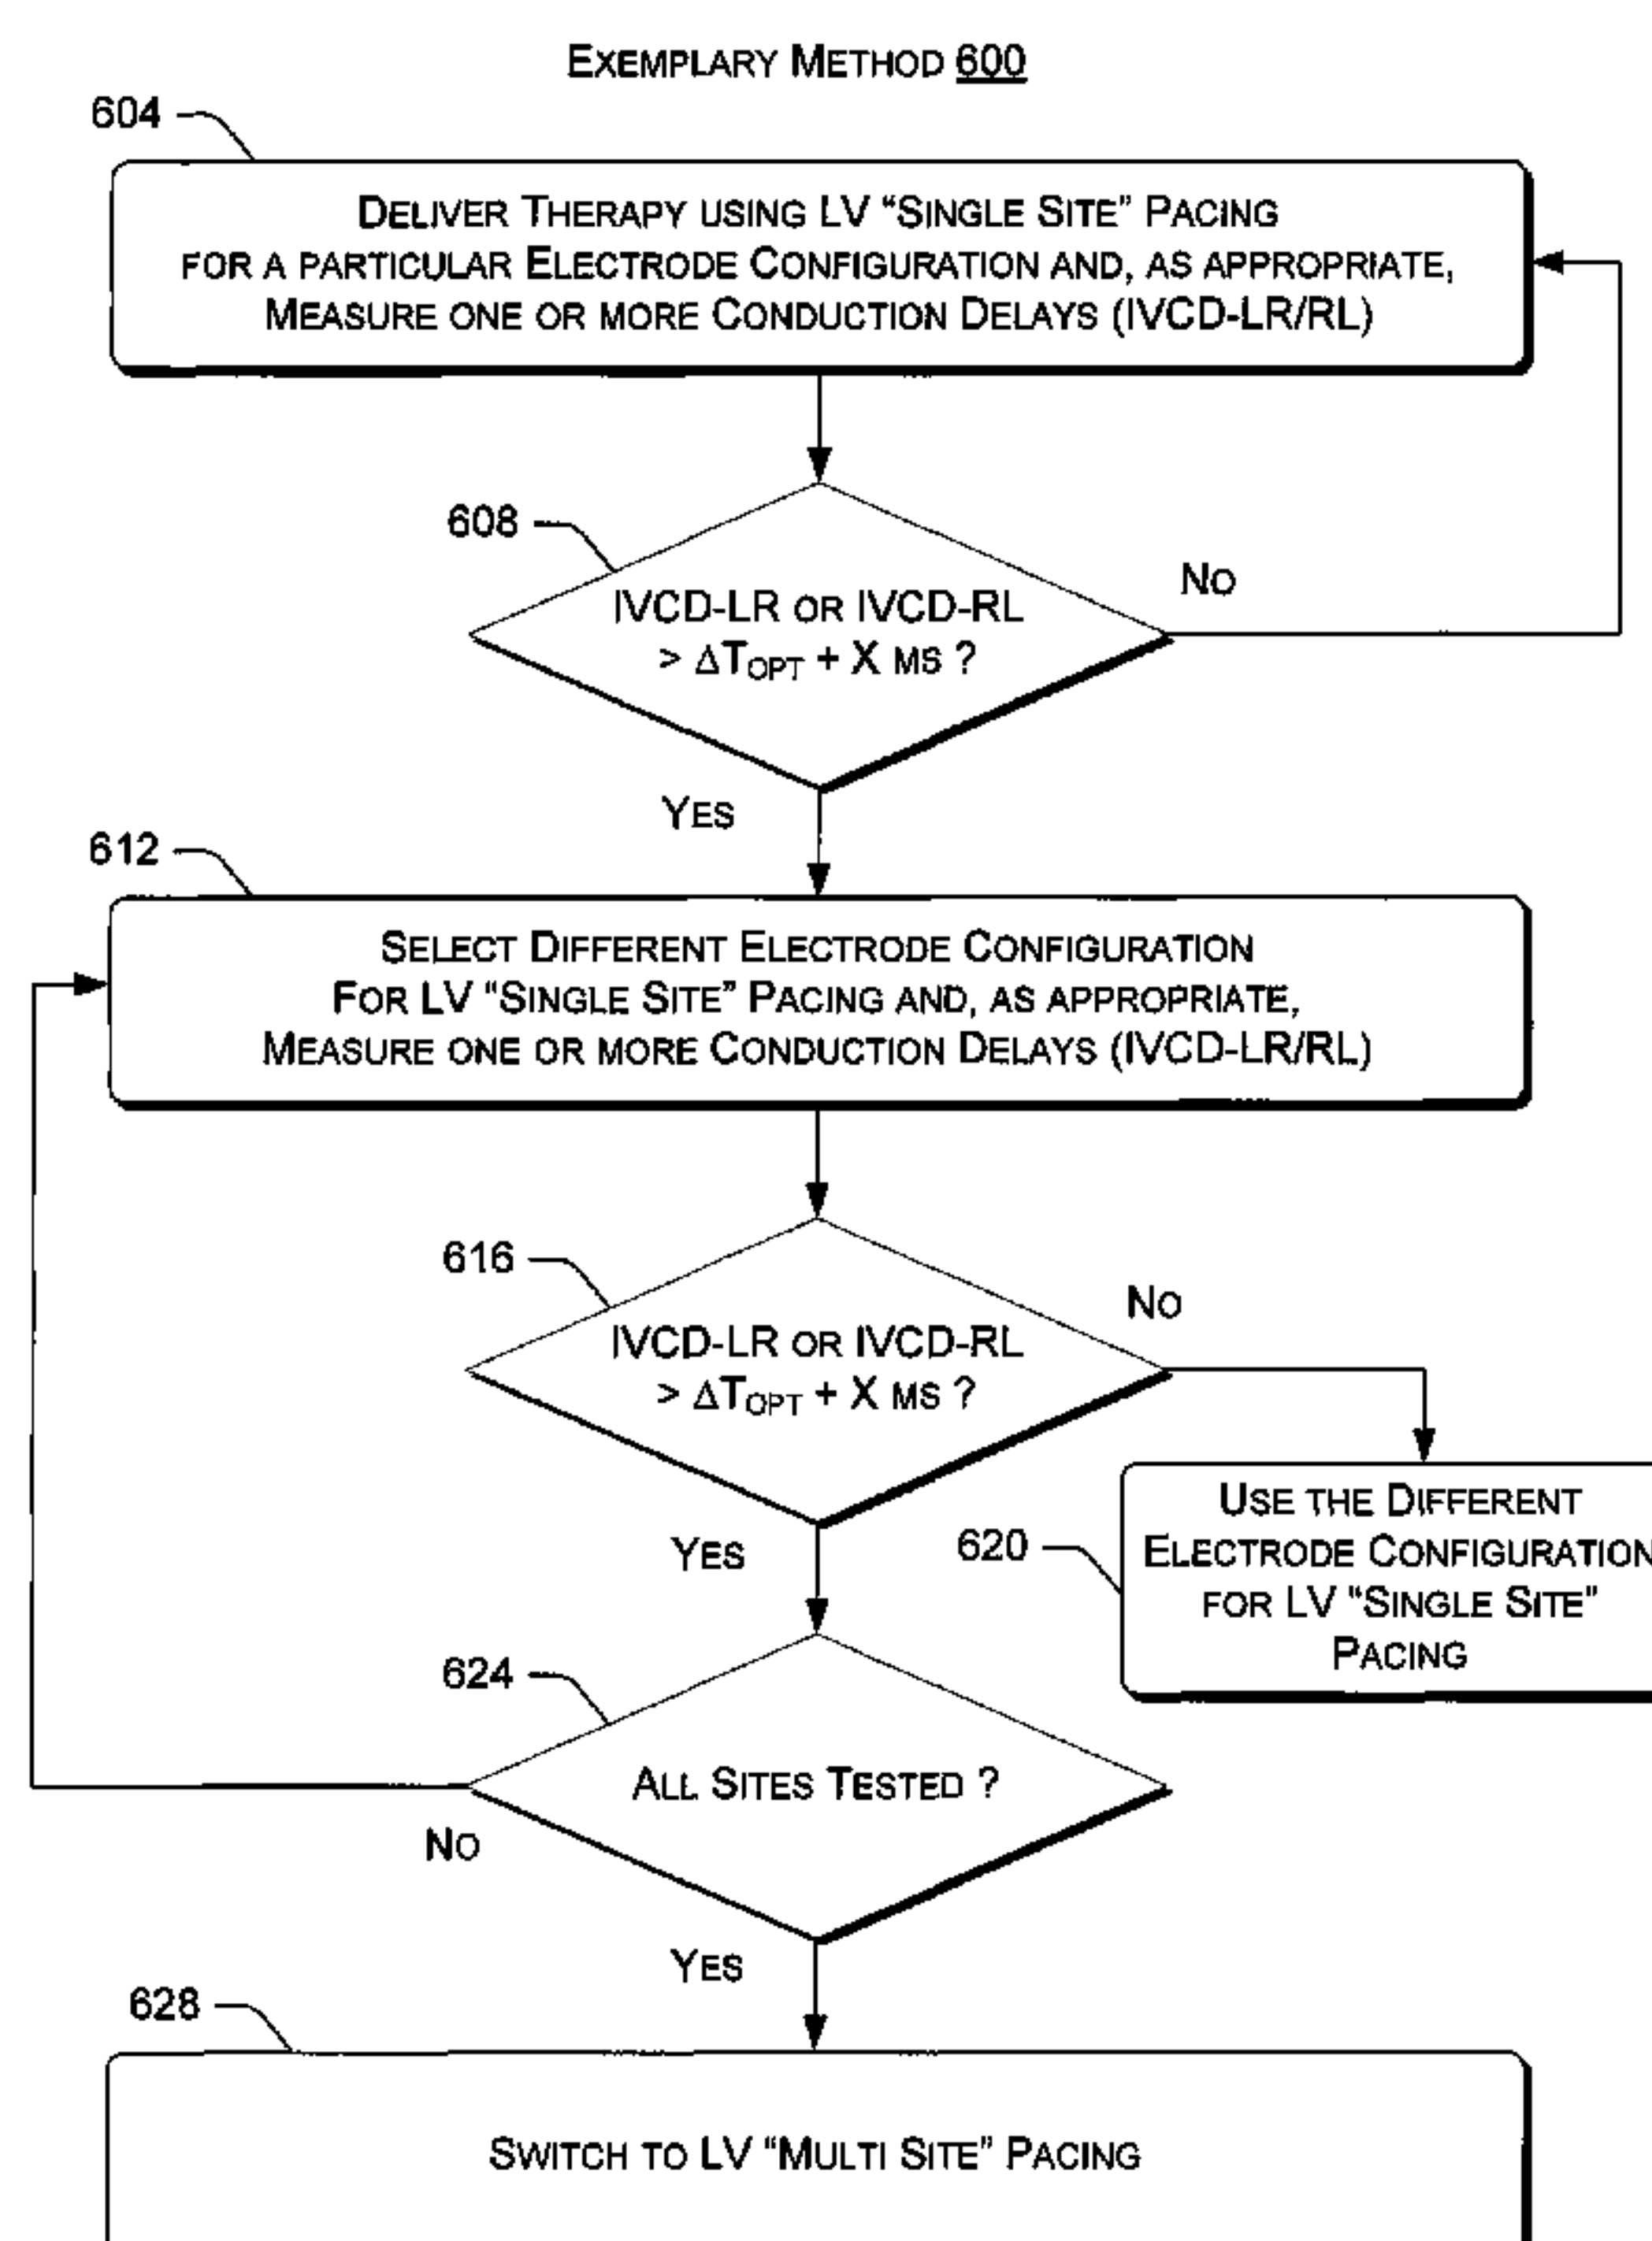 EXEMPLARY METHOD 600
604
DELIVER THERAPY USING LV “SINGLE SITE” PACING
FOR A PARTICULAR ELECTRODE CONFIGURATION AND, AS APPROPRIATE,
MEASURE ONE OR MORE CONDUCTION DELAYS (IVCD-LR/RL)
608
IVCD-LR OR IVCD-RL
> ΔTOPT + X MS ?
NO
YES
612
SELECT DIFFERENT ELECTRODE CONFIGURATION
FOR LV “SINGLE SITE” PACING AND, AS APPROPRIATE,
MEASURE ONE OR MORE CONDUCTION DELAYS (IVCD-LR/RL)
616
IVCD-LR OR IVCD-RL
> ΔTOPT + X MS ?
NO
YES
620
USE THE DIFFERENT
ELECTRODE CONFIGURATION
FOR LV “SINGLE SITE”
PACING
624
ALL SITES TESTED ?
NO
YES
628
SWITCH TO LV “MULTI SITE” PACING